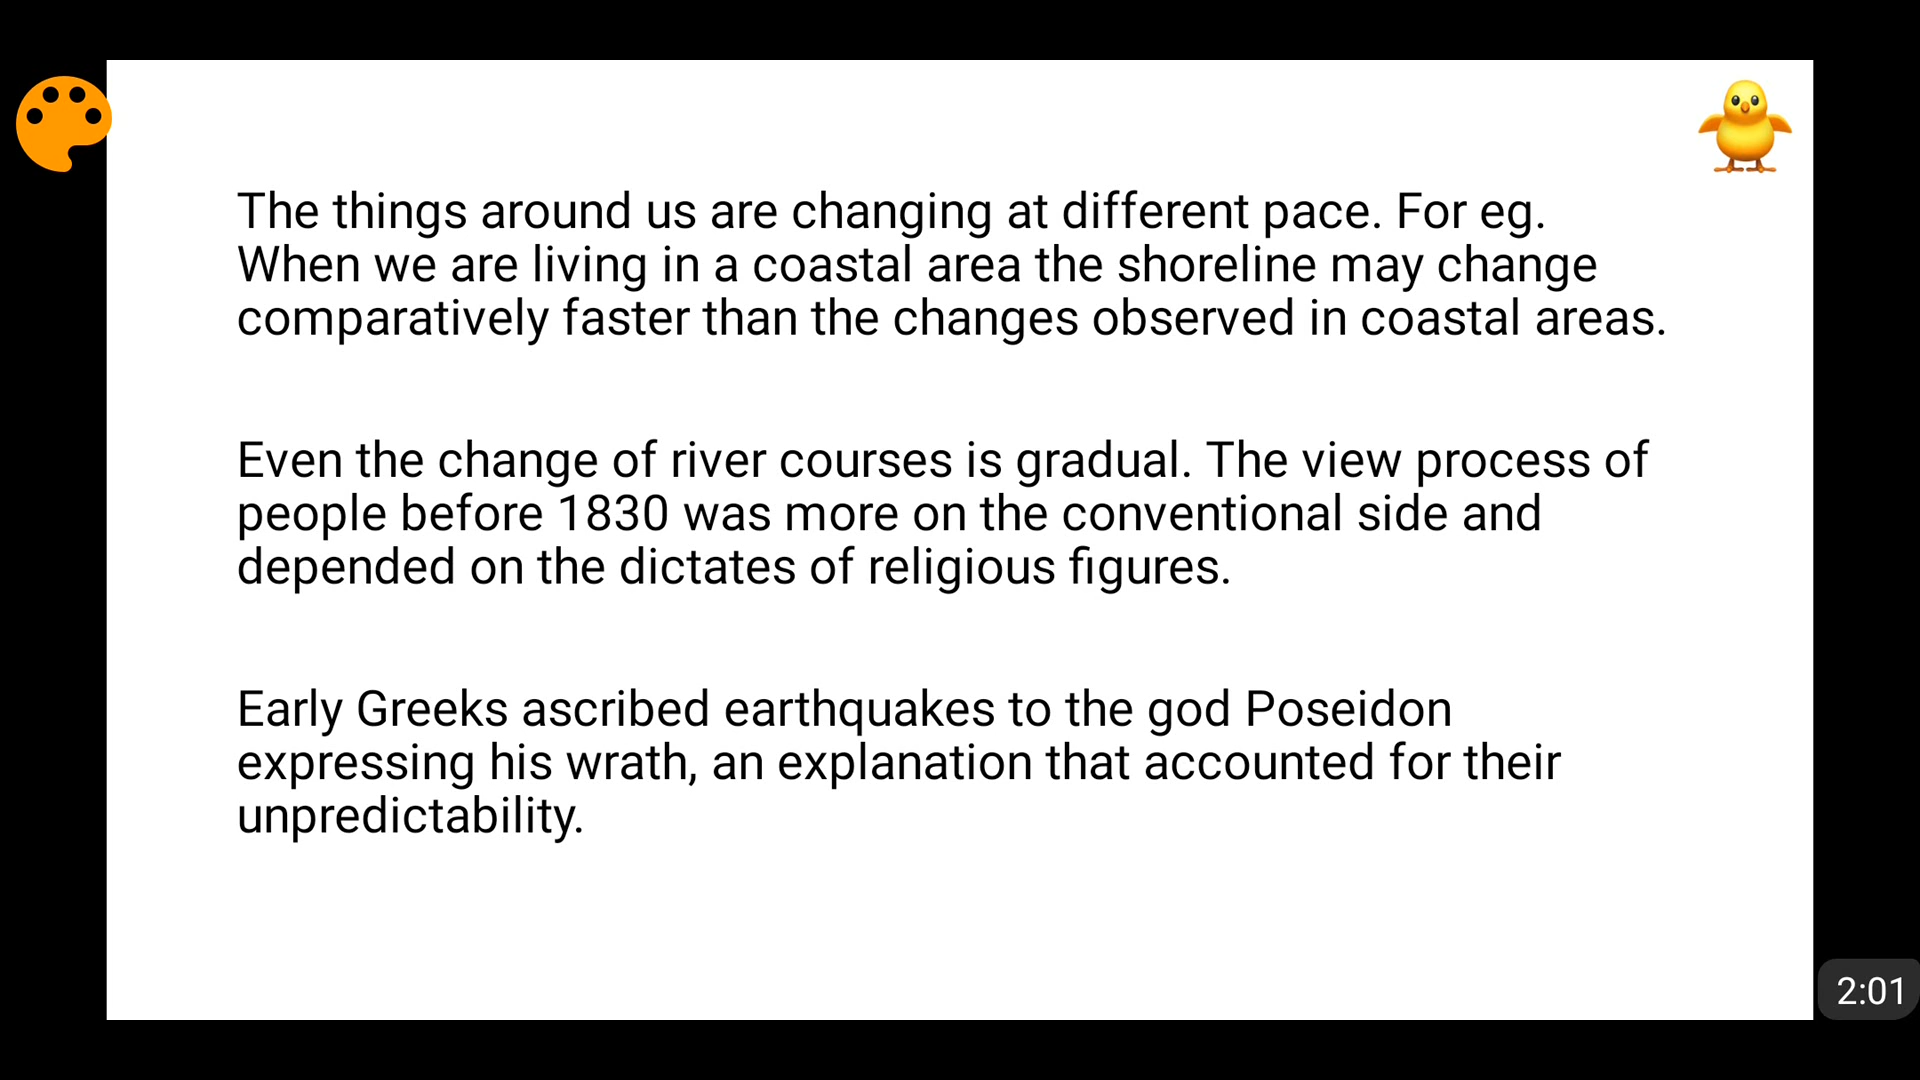 The things around us are changing at different pace. For eg.
When we are living in a coastal area the shoreline may change
comparatively faster than the changes observed in coastal areas.
Even the change of river courses is gradual. The view process of
people before 1830 was more on the conventional side and
depended on the dictates of religious figures.
Early Greeks ascribed earthquakes to the god Poseidon
expressing his wrath, an explanation that accounted for their
unpredictability.
2:01